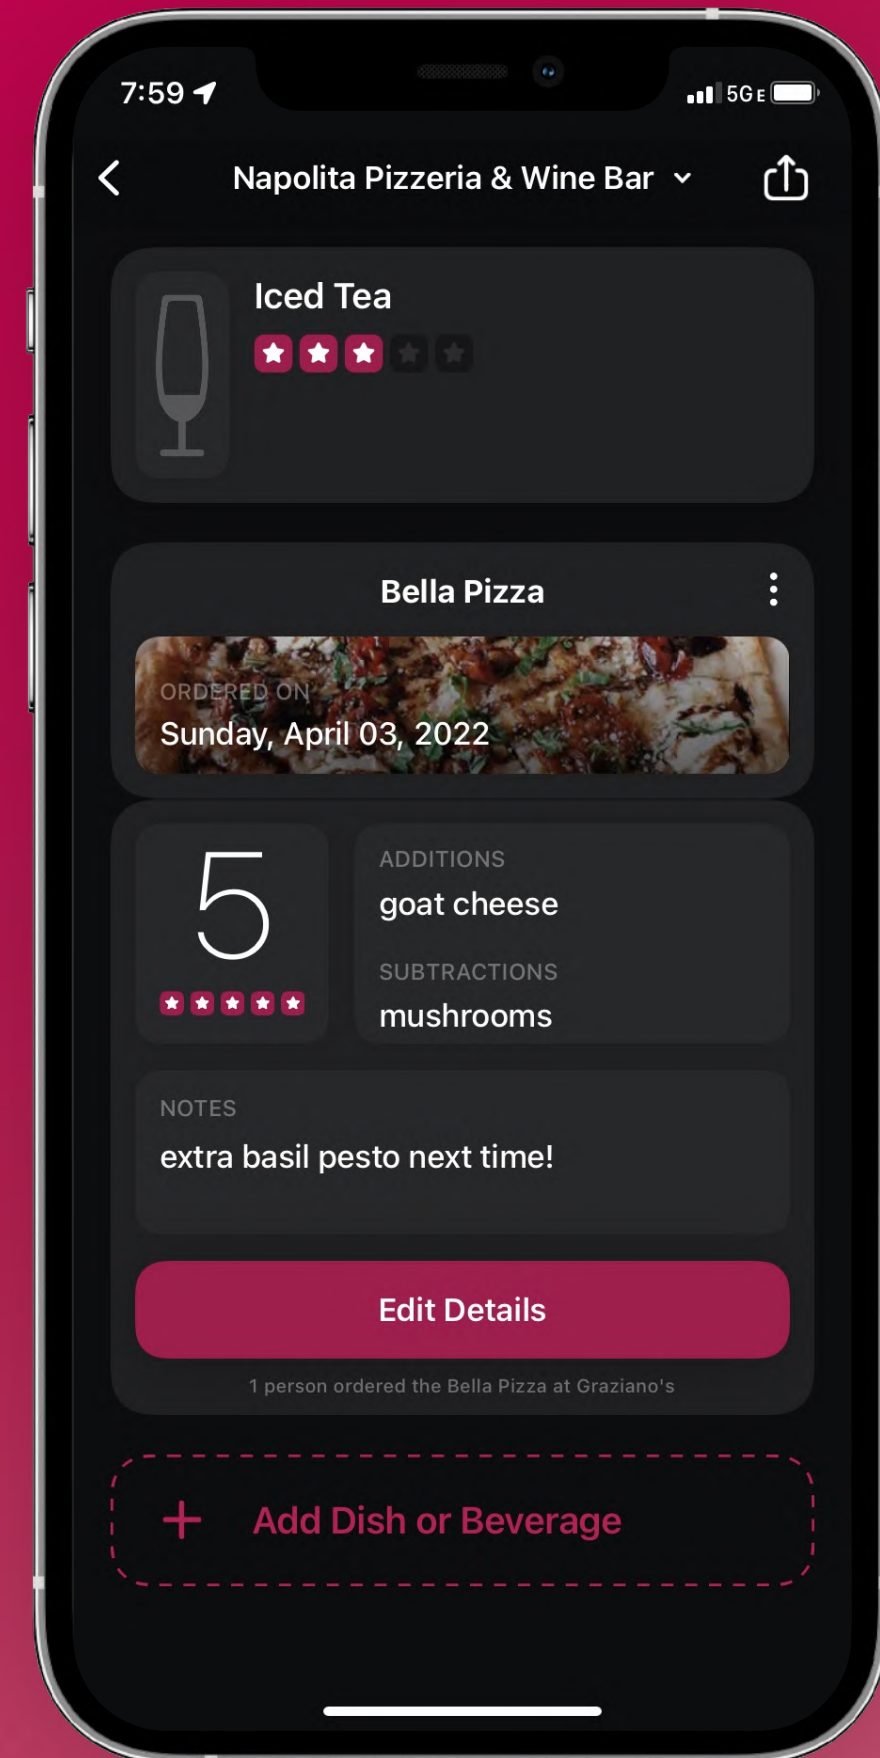 7:59
5GE
Napolita Pizzeria & Wine Bar
Iced Tea
Bella Pizza
ORDERED ON
Sunday, April 03, 2022
5
ADDITIONS
goat cheese
SUBTRACTIONS
mushrooms
NOTES
extra basil pesto next time!
Edit Details
1 person ordered the Bella Pizza at Graziano's
+ Add Dish or Beverage